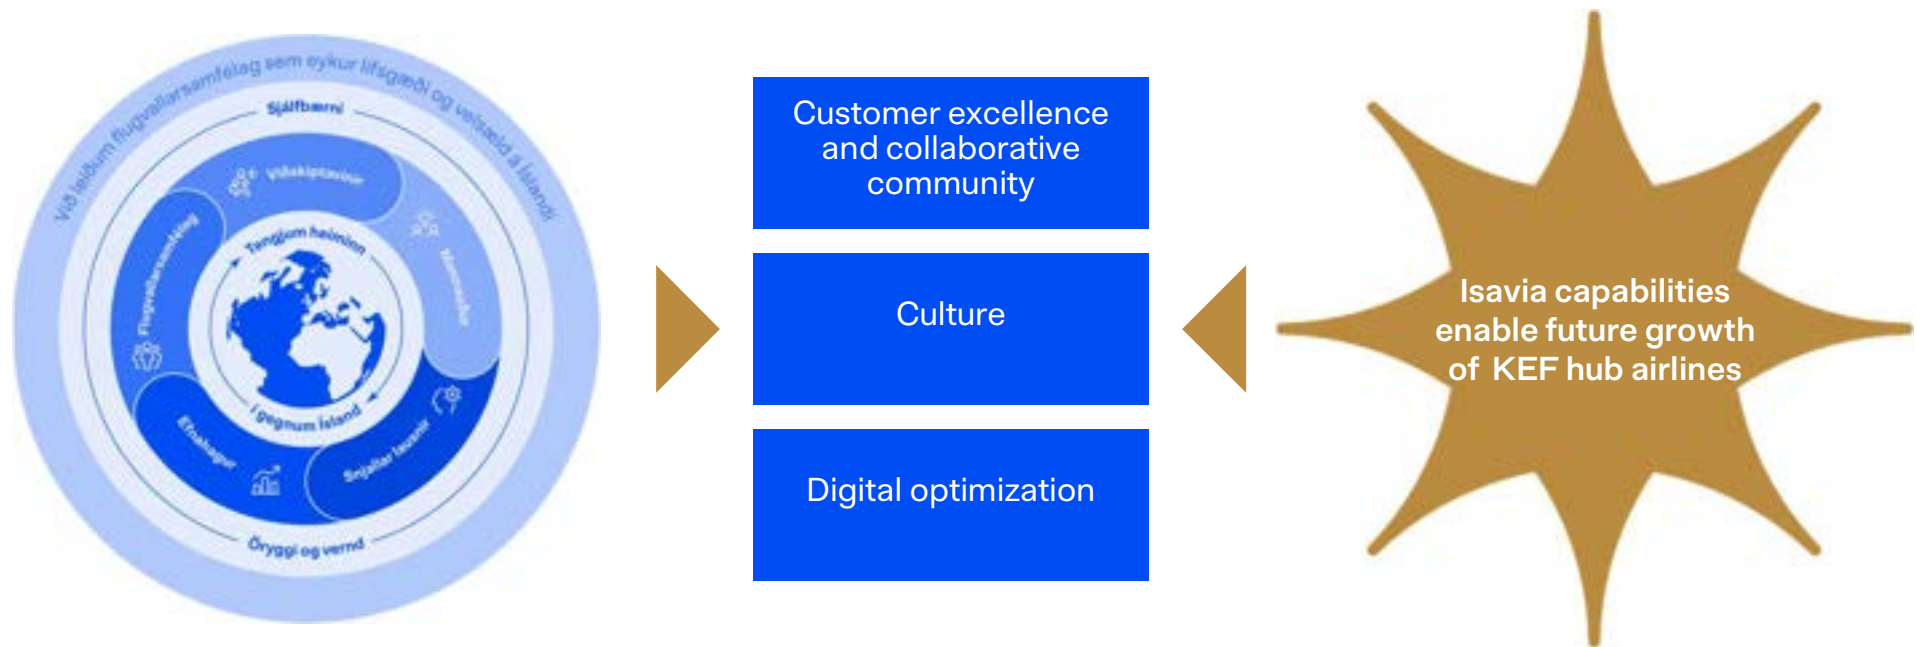 Við leiðum flugvallarsamfélag sem eykur lífsgæði og velsæld á Íslandi
Sjálfbærni
Viðskiptavinir
Mannauður
Flugvallarsamfélag
Tengjum heiminn
í gegnum Ísland
Efnahagur
Snjallar lausnir
Öryggi og vernd
Customer excellence
and collaborative
community
Culture
Digital optimization
Isavia capabilities
enable future growth
of KEF hub airlines